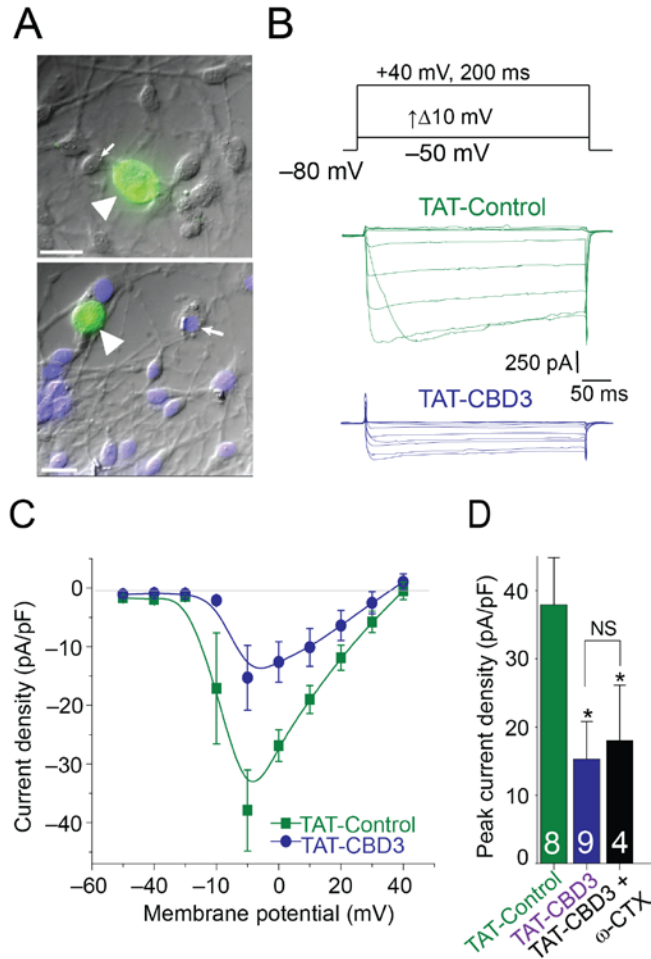 A
B
+40 mV, 200 ms
↑Δ10 mV
–80 mV
–50 mV
TAT-Control
250 pA
50 ms
TAT-CBD3
C
Current density (pA/pF)
0
–10
–20
–30
–40
TAT-Control
TAT-CBD3
–60 –40 –10 0 20 40
Membrane potential (mV)
D
Peak current density (pA/pF)
40
30
20
10
0
NS
*
*
8 9 4
TAT-Control
TAT-CBD3
TAT-CBD3 +
ω-CTX